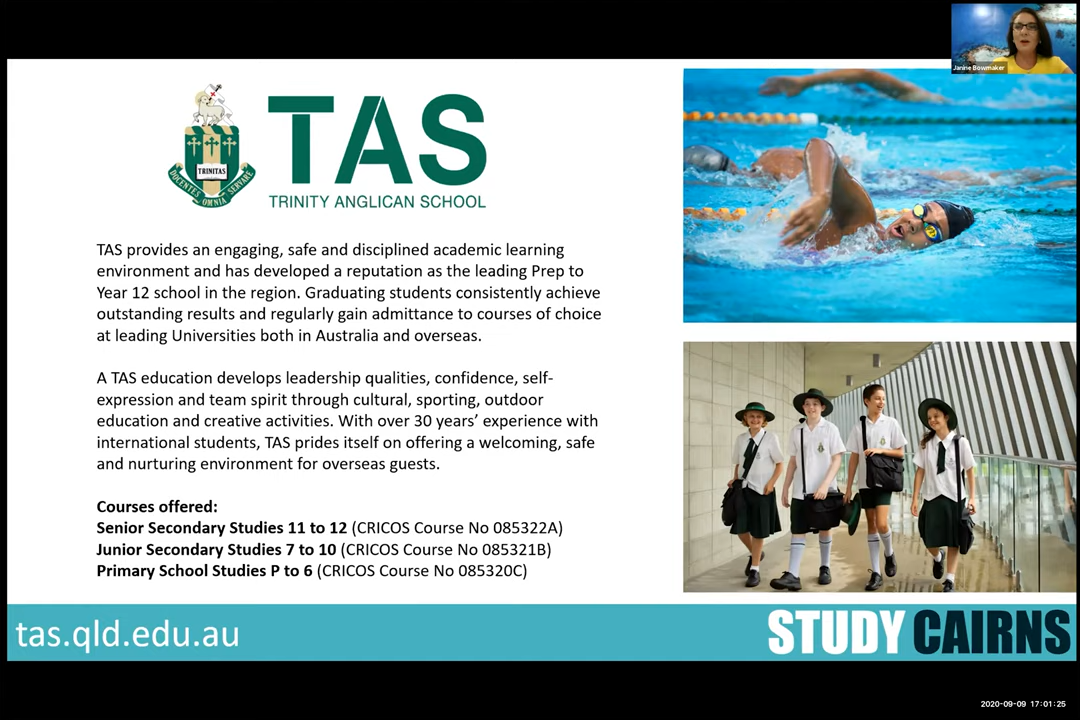 Janine Bowmaker
TAS
TRINITAS
DOCENTES OMNIA SERVARE
TRINITY ANGLICAN SCHOOL
TAS provides an engaging, safe and disciplined academic learning
environment and has developed a reputation as the leading Prep to
Year 12 school in the region. Graduating students consistently achieve
outstanding results and regularly gain admittance to courses of choice
at leading Universities both in Australia and overseas.
A TAS education develops leadership qualities, confidence, self-
expression and team spirit through cultural, sporting, outdoor
education and creative activities. With over 30 years’ experience with
international students, TAS prides itself on offering a welcoming, safe
and nurturing environment for overseas guests.
Courses offered:
Senior Secondary Studies 11 to 12 (CRICOS Course No 085322A)
Junior Secondary Studies 7 to 10 (CRICOS Course No 085321B)
Primary School Studies P to 6 (CRICOS Course No 085320C)
tas.qld.edu.au
STUDY CAIRNS
2020-09-09 17:01:25